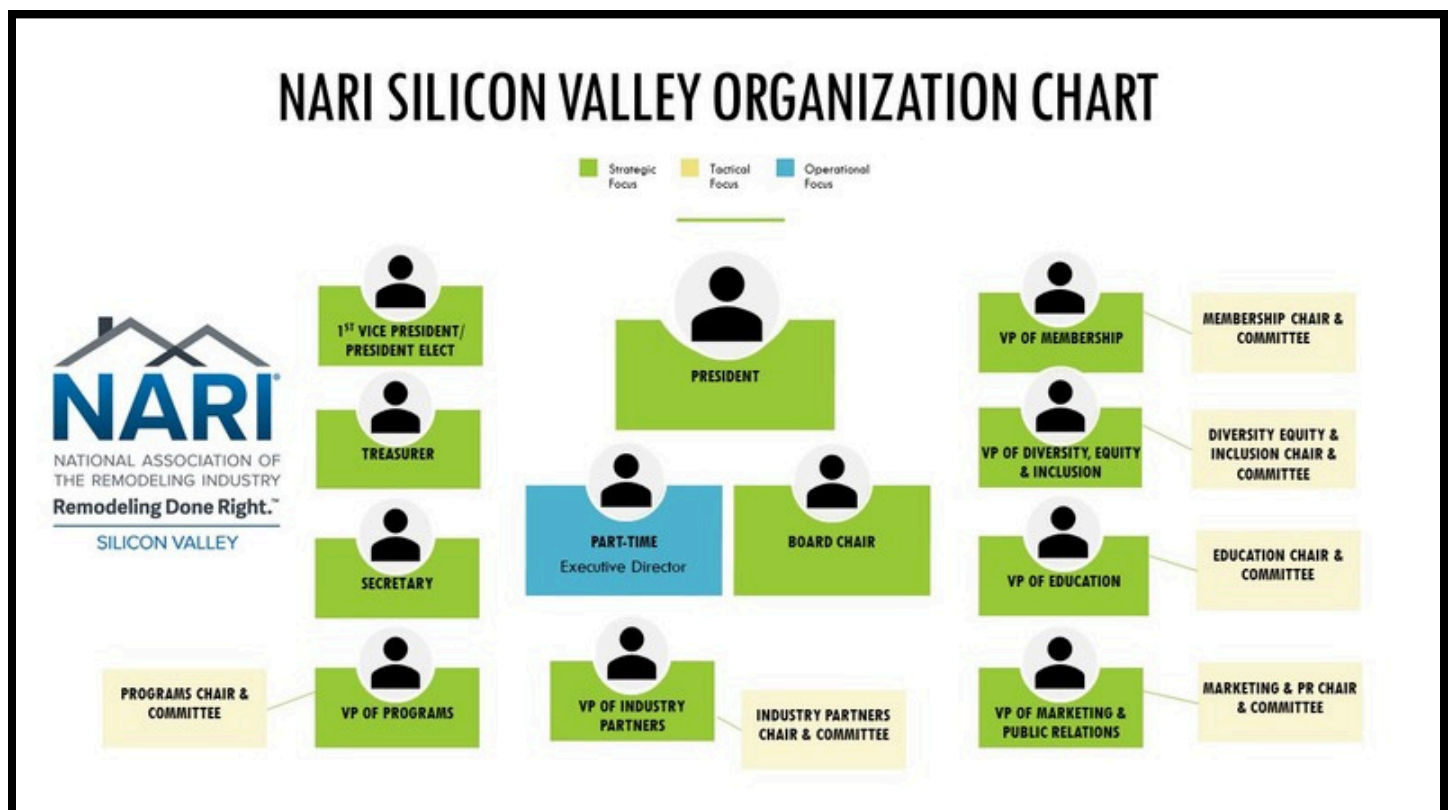 NARI SILICON VALLEY ORGANIZATION CHART
Strategic
Focus
Tactical
Focus
Operational
Focus
NARI®
NATIONAL ASSOCIATION OF
THE REMODELING INDUSTRY
Remodeling Done Right.™
SILICON VALLEY
1ST VICE PRESIDENT/
PRESIDENT ELECT
TREASURER
SECRETARY
PROGRAMS CHAIR &
COMMITTEE
VP OF PROGRAMS
PRESIDENT
PART-TIME
Executive Director
BOARD CHAIR
VP OF INDUSTRY
PARTNERS
INDUSTRY PARTNERS
CHAIR & COMMITTEE
VP OF MEMBERSHIP
MEMBERSHIP CHAIR &
COMMITTEE
VP OF DIVERSITY, EQUITY
& INCLUSION
DIVERSITY EQUITY &
INCLUSION CHAIR &
COMMITTEE
VP OF EDUCATION
EDUCATION CHAIR &
COMMITTEE
VP OF MARKETING &
PUBLIC RELATIONS
MARKETING & PR CHAIR
& COMMITTEE